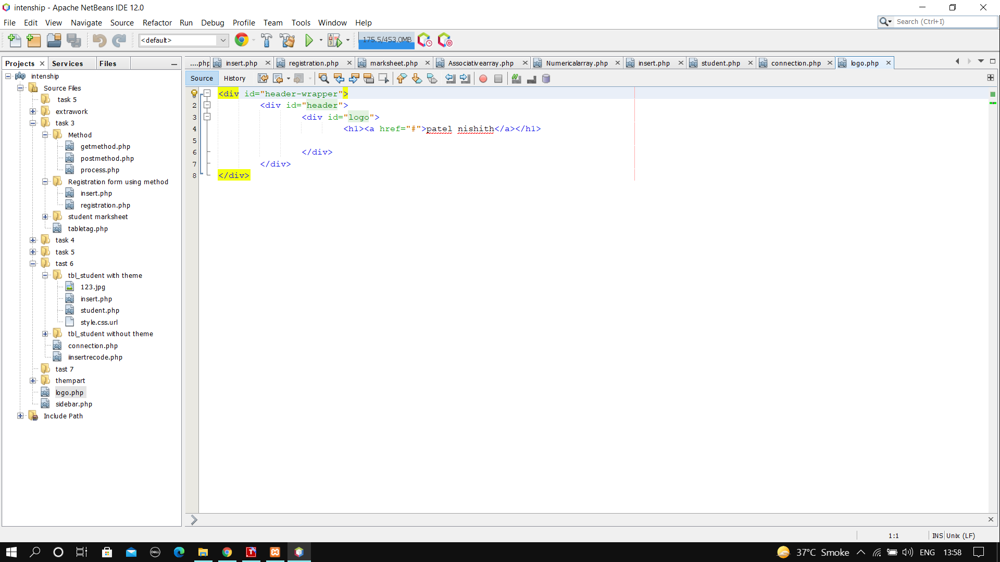 intenship - Apache NetBeans IDE 12.0
File Edit View Navigate Source Refactor Run Debug Profile Team Tools Window Help
Search (Ctrl+I)
<default>
175.5/453.0MB
Projects Services Files
....php insert.php registration.php marksheet.php Associativearray.php Numericalarray.php insert.php student.php connection.php logo.php
Source History
intenship
Source Files
task 5
extrawork
task 3
Method
getmethod.php
postmethod.php
process.php
Registration form using method
insert.php
registration.php
student marksheet
tabletag.php
task 4
task 5
tast 6
tbl_student with theme
123.jpg
insert.php
student.php
style.css.url
tbl_student without theme
connection.php
iinsertrecode.php
tast 7
thempart
logo.php
sidebar.php
Include Path
<div id="header-wrapper">
2 <div id="header">
3 <div id="logo">
4 <h1><a href="#">patel nishith</a></h1>
5
6 </div>
7 </div>
8 </div>
1:1 INS Unix (LF)
DELL
37°C Smoke ENG 13:58